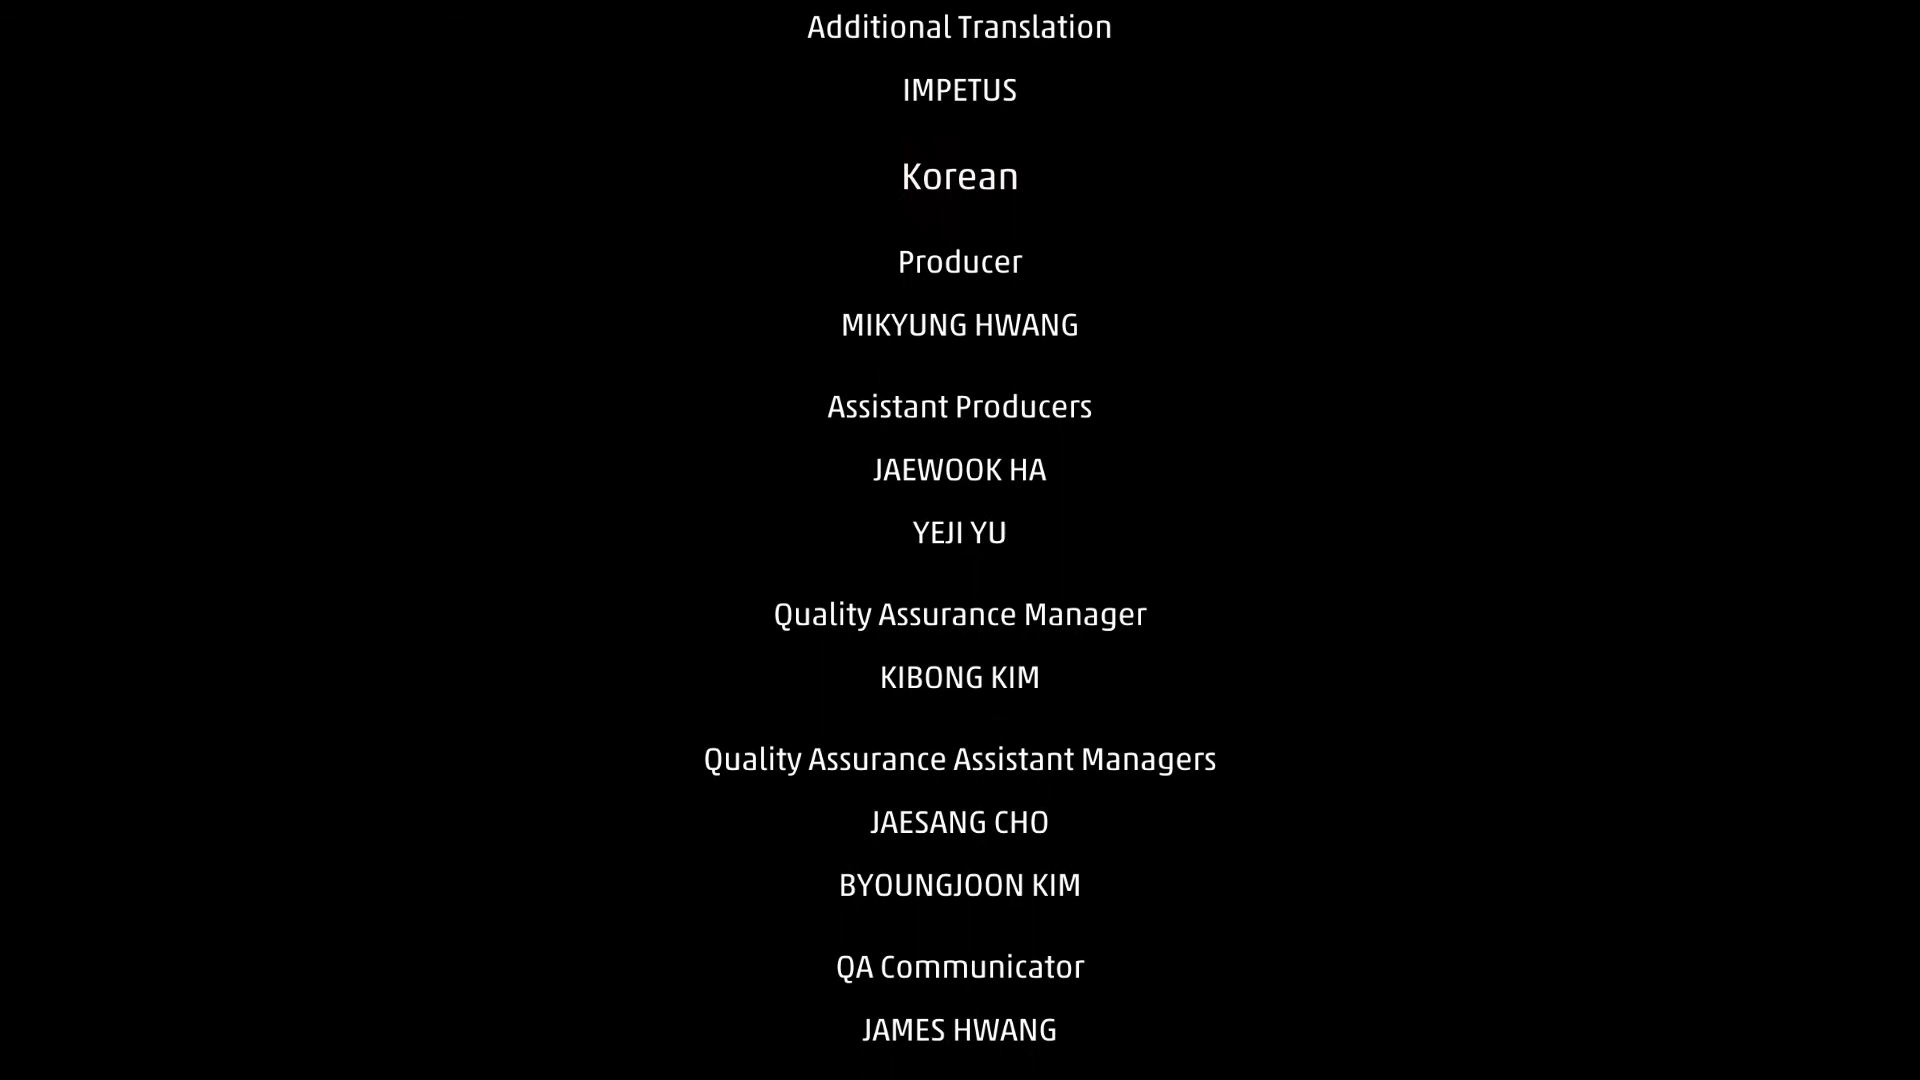 Additional Translation
IMPETUS
Korean
Producer
MIKYUNG HWANG
Assistant Producers
JAEWOOK HA
YEJI YU
Quality Assurance Manager
KIBONG KIM
Quality Assurance Assistant Managers
JAESANG CHO
BYOUNGJOON KIM
QA Communicator
JAMES HWANG